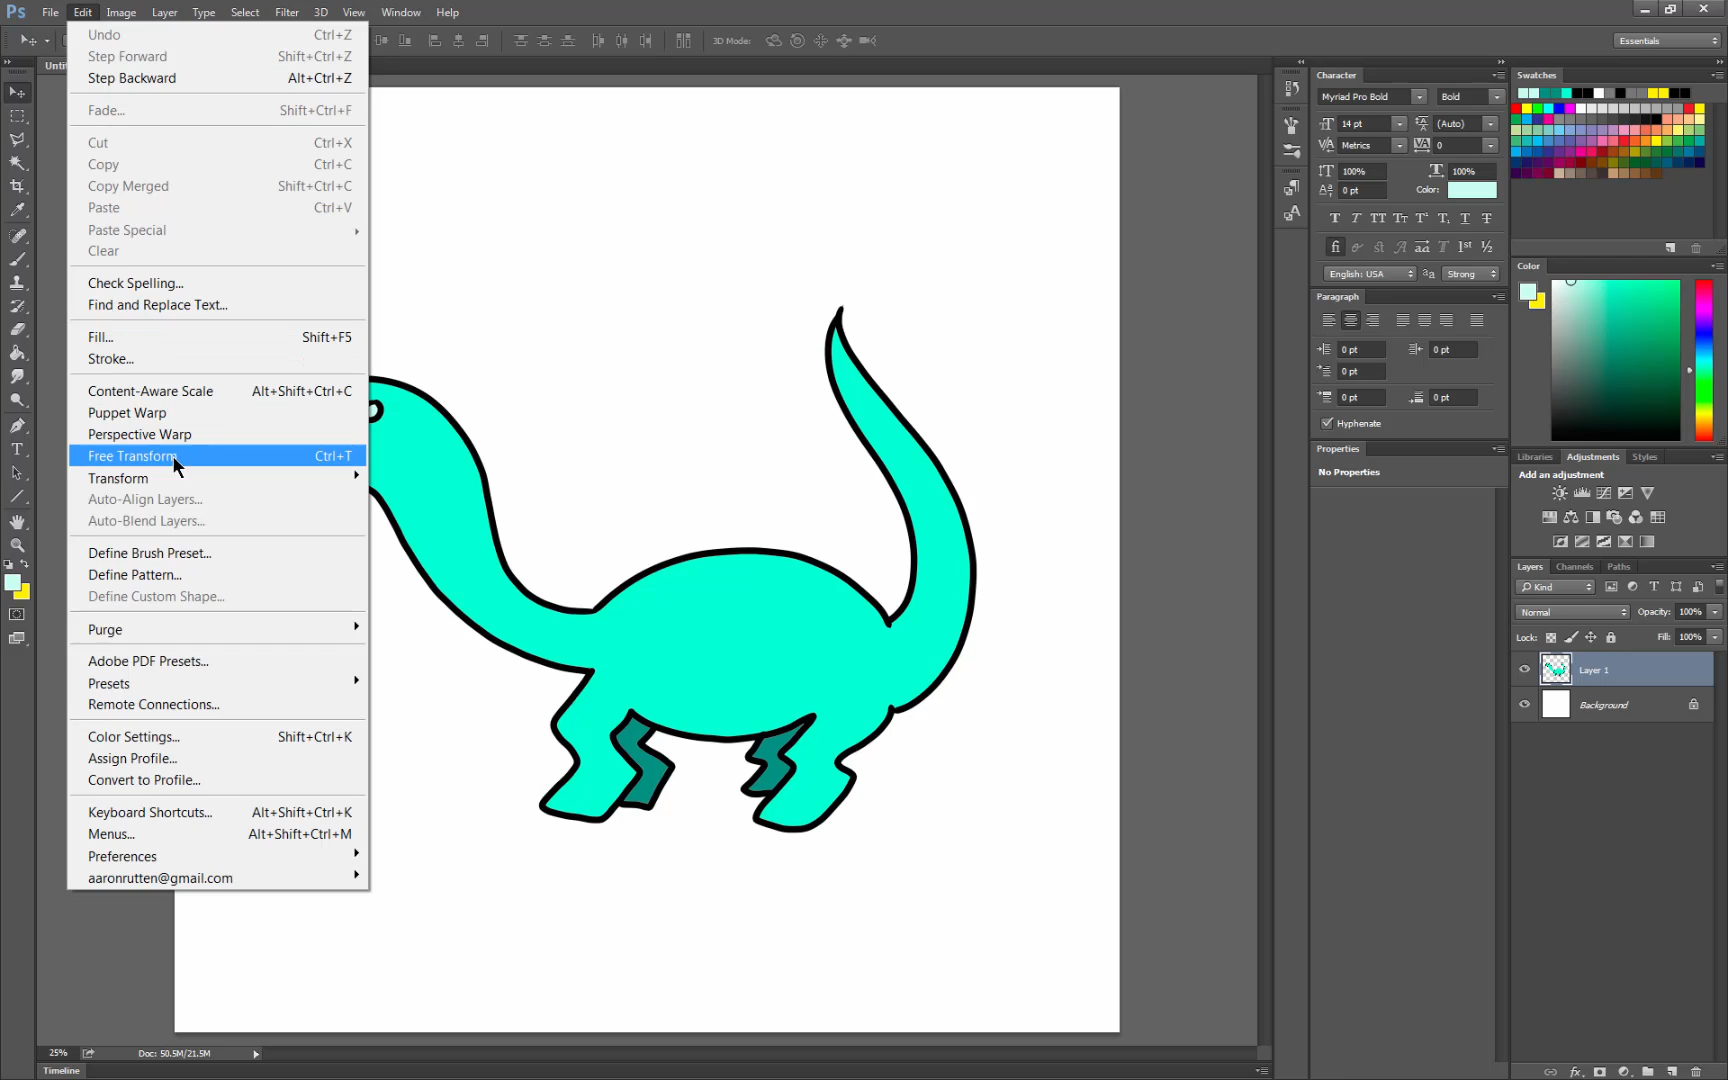 Ps File Edit Image Layer Type Select Filter 3D View Window Help
3D Mode: Essentials
Undo Ctrl+Z
Step Forward Shift+Ctrl+Z
Step Backward Alt+Ctrl+Z
Fade... Shift+Ctrl+F
Cut Ctrl+X
Copy Ctrl+C
Copy Merged Shift+Ctrl+C
Paste Ctrl+V
Paste Special
Clear
Check Spelling...
Find and Replace Text...
Fill... Shift+F5
Stroke...
Content-Aware Scale Alt+Shift+Ctrl+C
Puppet Warp
Perspective Warp
Free Transform Ctrl+T
Transform
Auto-Align Layers...
Auto-Blend Layers...
Define Brush Preset...
Define Pattern...
Define Custom Shape...
Purge
Adobe PDF Presets...
Presets
Remote Connections...
Color Settings... Shift+Ctrl+K
Assign Profile...
Convert to Profile...
Keyboard Shortcuts... Alt+Shift+Ctrl+K
Menus... Alt+Shift+Ctrl+M
Preferences
aaronrutten@gmail.com
25% Doc: 50.5M/21.5M
Timeline
Character
Myriad Pro Bold Bold
14 pt (Auto)
Metrics 0
100% 100%
0 pt Color:
English: USA Strong
Paragraph
0 pt 0 pt
0 pt
0 pt 0 pt
Hyphenate
Properties
No Properties
Swatches
Color
Libraries Adjustments Styles
Add an adjustment
Layers Channels Paths
Kind
Normal Opacity: 100%
Lock: Fill: 100%
Layer 1
Background